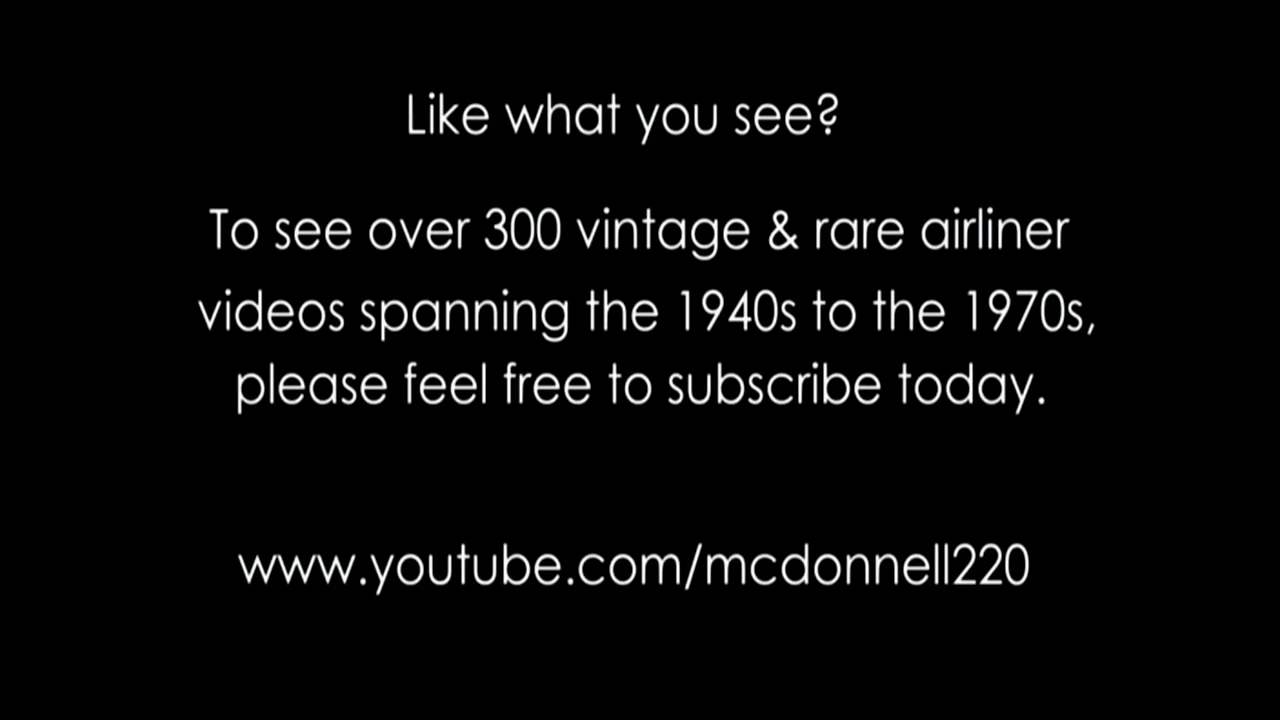 Like what you see?
To see over 300 vintage & rare airliner
videos spanning the 1940s to the 1970s,
please feel free to subscribe today.
www.youtube.com/mcdonnell220